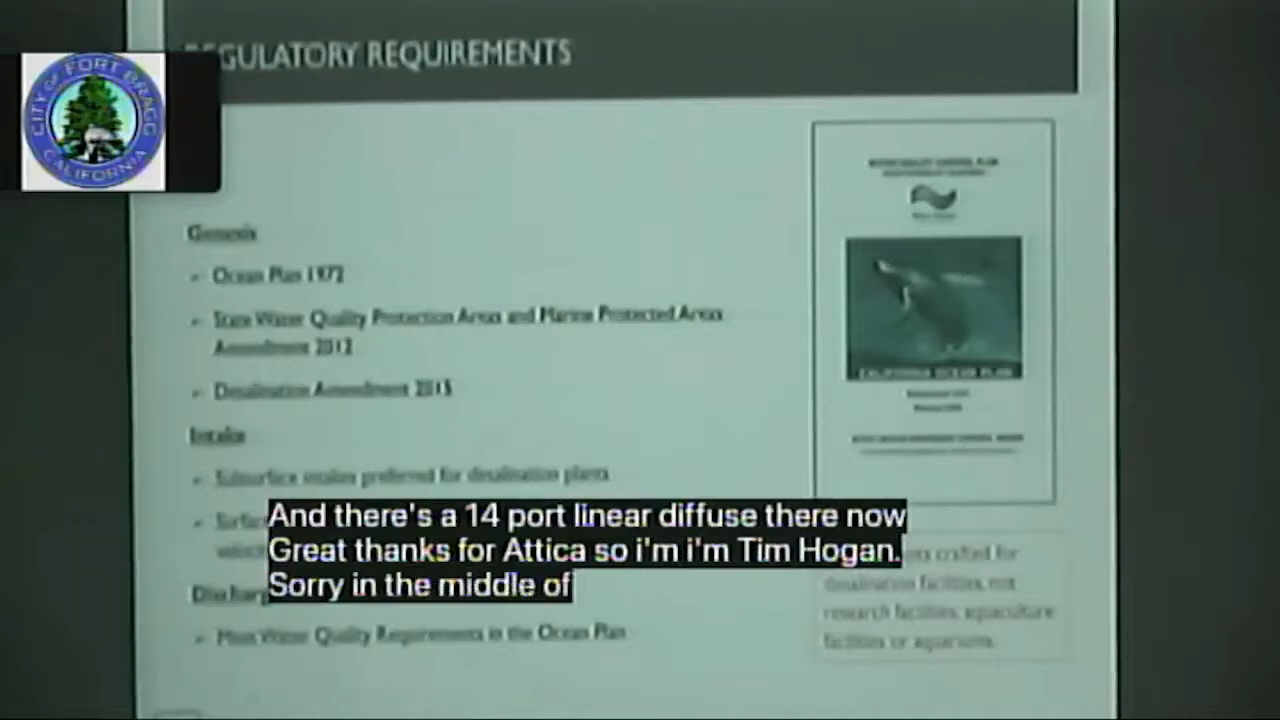 REGULATORY REQUIREMENTS
CITY OF FORT BRAGG
CALIFORNIA
Genesis
Ocean Plan 1972
State Water Quality Protection Areas and Marine Protected Areas
Amendment 2012
Desalination Amendment 2015
Intake
Subsurface intakes preferred for desalination plants
And there's a 14 port linear diffuse there now
Great thanks for Attica so i'm i'm Tim Hogan.
Sorry in the middle of
Meet Water Quality Requirements in the Ocean Plan
CALIFORNIA OCEAN PLAN
crafted for
desalination facilities, not
research facilities, aquaculture
facilities or aquariums.